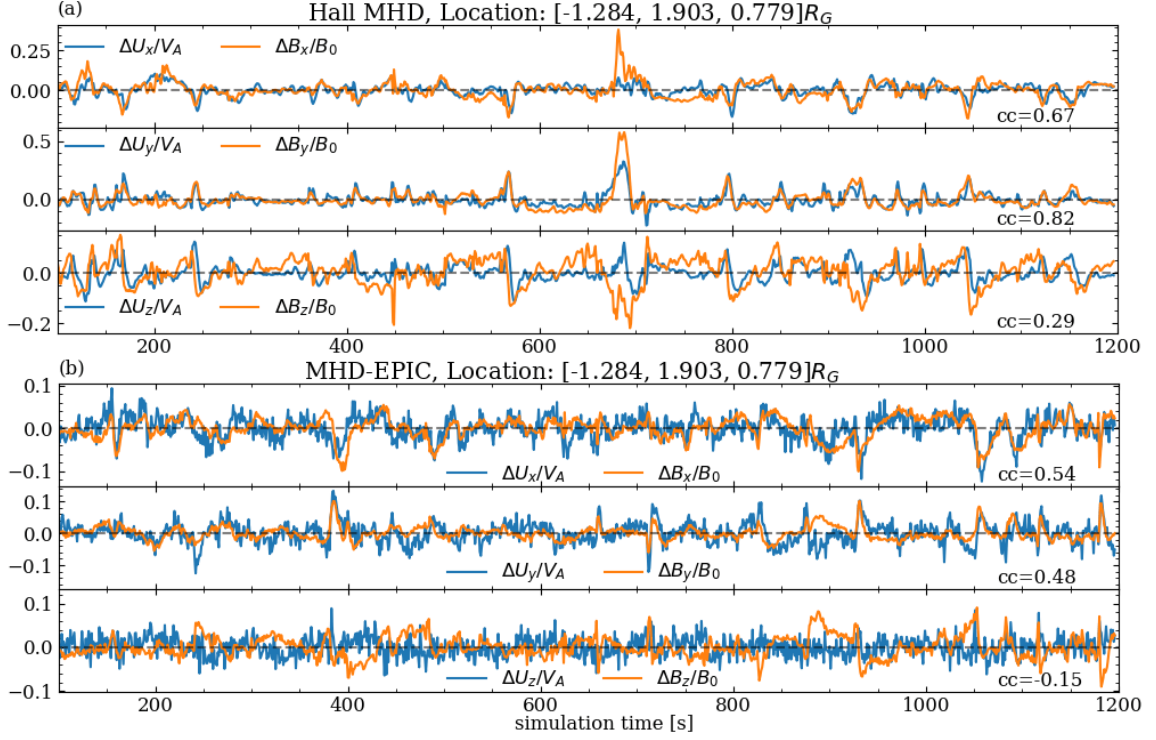 (a)
Hall MHD, Location: [-1.284, 1.903, 0.779]R_G
ΔU_x/V_A ΔB_x/B_0
0.25
0.00
cc=0.67
ΔU_y/V_A ΔB_y/B_0
0.5
0.0
cc=0.82
0.0
ΔU_z/V_A ΔB_z/B_0
−0.2
cc=0.29
200 400 600 800 1000 1200
(b)
MHD-EPIC, Location: [-1.284, 1.903, 0.779]R_G
0.1
0.0
−0.1
ΔU_x/V_A ΔB_x/B_0
cc=0.54
0.1
0.0
−0.1
ΔU_y/V_A ΔB_y/B_0
cc=0.48
0.1
0.0
−0.1
ΔU_z/V_A ΔB_z/B_0
cc=-0.15
200 400 600 800 1000 1200
simulation time [s]